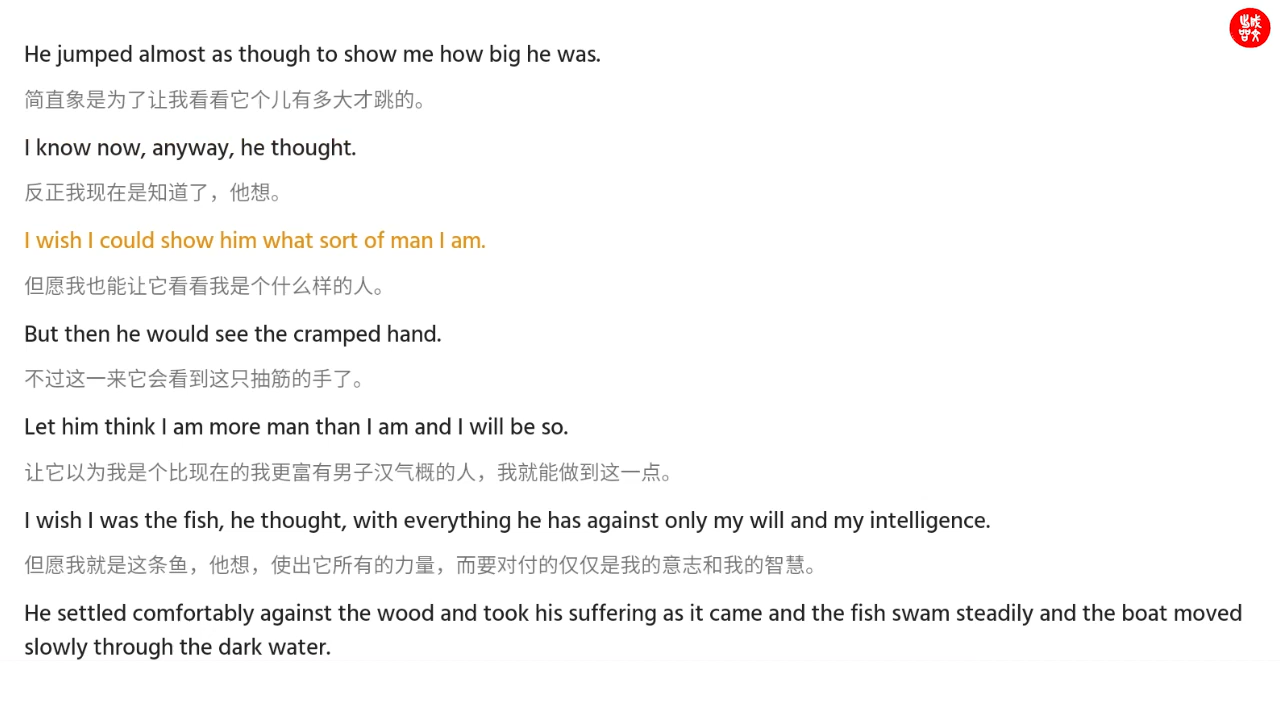 He jumped almost as though to show me how big he was.
简直象是为了让我看看它个儿有多大才跳的。
I know now, anyway, he thought.
反正我现在是知道了，他想。
I wish I could show him what sort of man I am.
但愿我也能让它看看我是个什么样的人。
But then he would see the cramped hand.
不过这一来它会看到这只抽筋的手了。
Let him think I am more man than I am and I will be so.
让它以为我是个比现在的我更富有男子汉气概的人，我就能做到这一点。
I wish I was the fish, he thought, with everything he has against only my will and my intelligence.
但愿我就是这条鱼，他想，使出它所有的力量，而要对付的仅仅是我的意志和我的智慧。
He settled comfortably against the wood and took his suffering as it came and the fish swam steadily and the boat moved
slowly through the dark water.